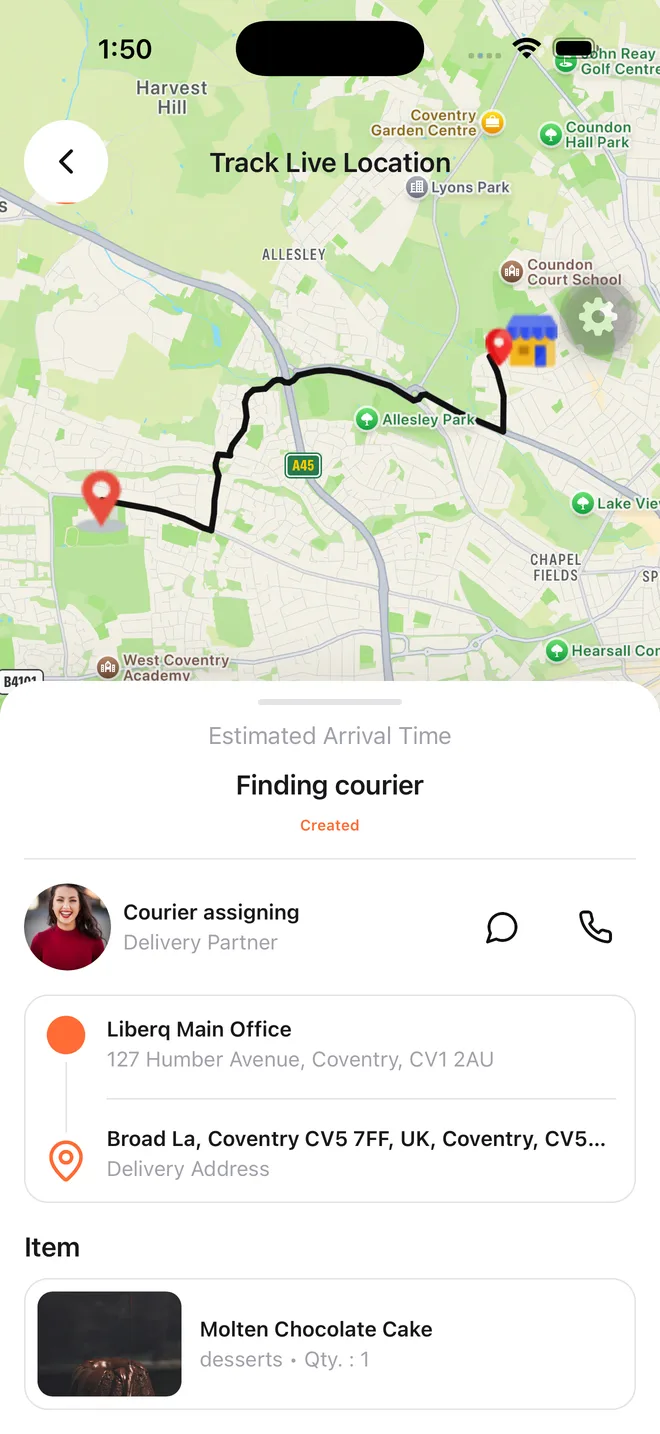 1:50
John Reay
Golf Centre
Harvest
Hill
Coventry
Garden Centre
Coundon
Hall Park
Track Live Location
Lyons Park
S
ALLESLEY
Coundon
Court School
Allesley Park
A45
Lake Vie
CHAPEL
FIELDS
SP
Hearsall Con
West Coventry
Academy
B4101
Estimated Arrival Time
Finding courier
Created
Courier assigning
Delivery Partner
Liberq Main Office
127 Humber Avenue, Coventry, CV1 2AU
Broad La, Coventry CV5 7FF, UK, Coventry, CV5...
Delivery Address
Item
Molten Chocolate Cake
desserts • Qty. : 1